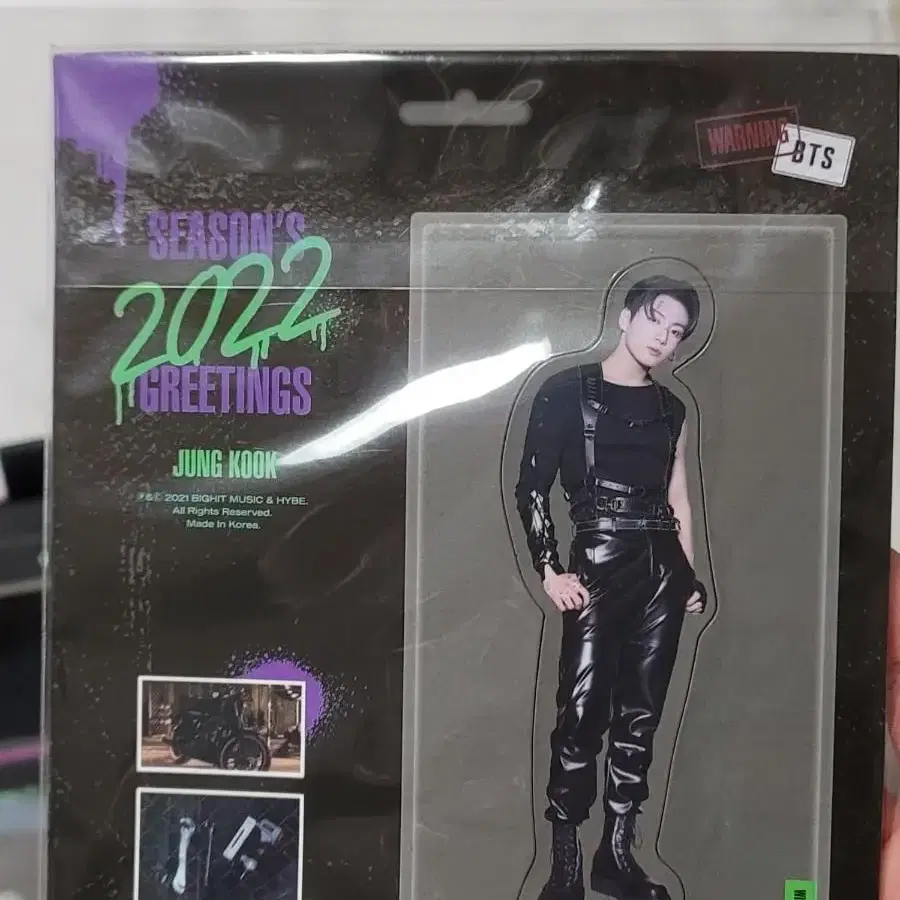 WARNING
BTS
SEASON'S
2022
GREETINGS
JUNG KOOK
℗&© 2021 BIGHIT MUSIC & HYBE.
All Rights Reserved.
Made in Korea.